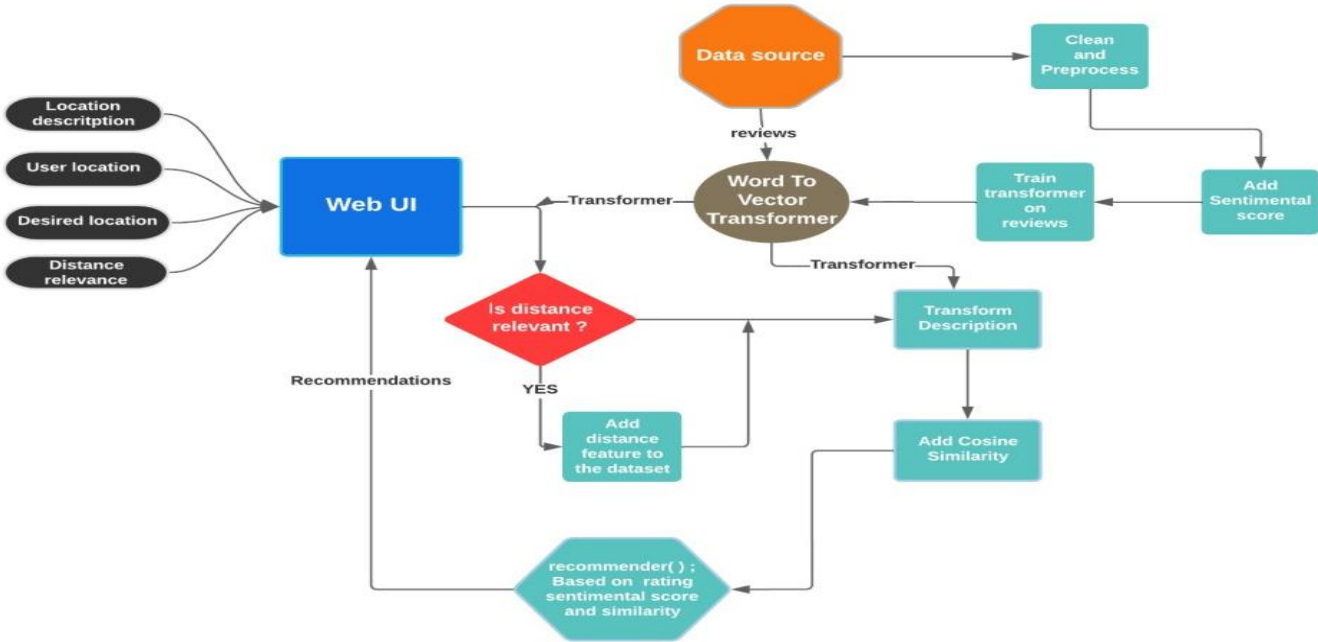 Data source
Clean
and
Preprocess
Location
descritption
User location
Desired location
Distance
relevance
Web UI
reviews
Transformer
Word To
Vector
Transformer
Train
transformer
on
reviews
Add
Sentimental
score
Transformer
Is distance
relevant ?
Transform
Description
Recommendations
YES
Add
distance
feature to
the dataset
Add Cosine
Similarity
recommender( ) ;
Based on rating
sentimental score
and similarity